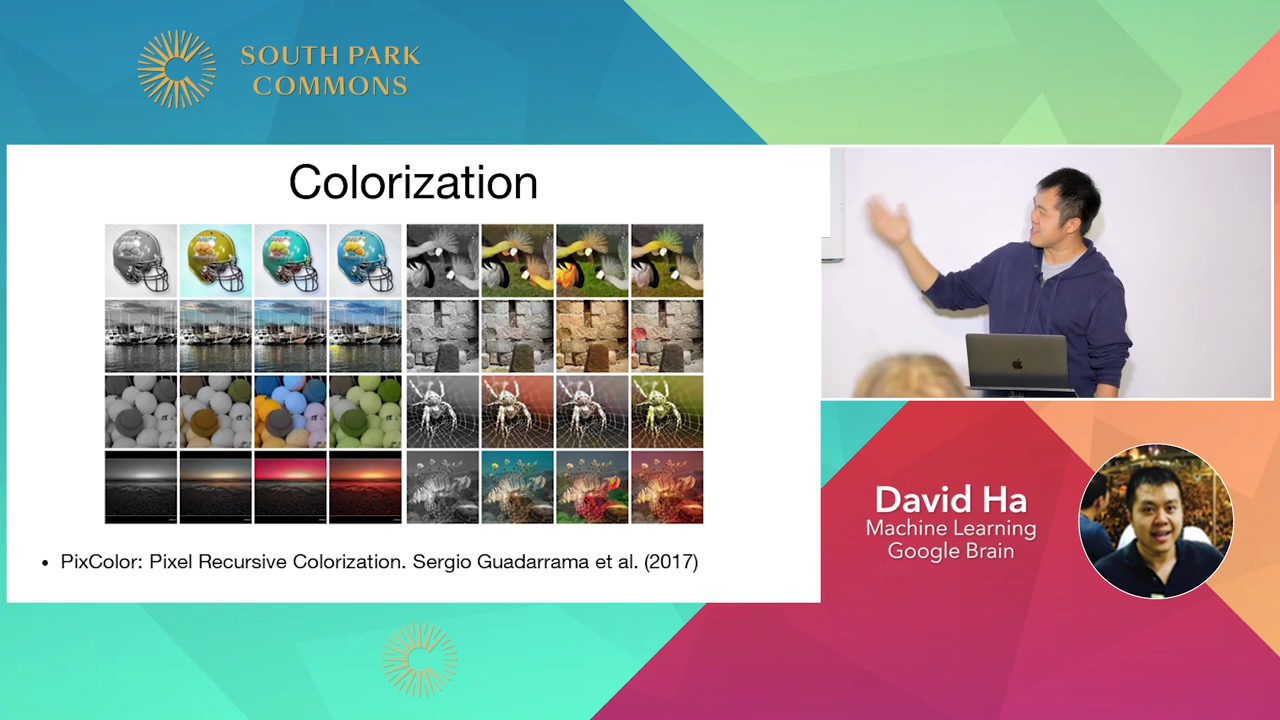 SOUTH PARK
COMMONS
Colorization
• PixColor: Pixel Recursive Colorization. Sergio Guadarrama et al. (2017)
David Ha
Machine Learning
Google Brain